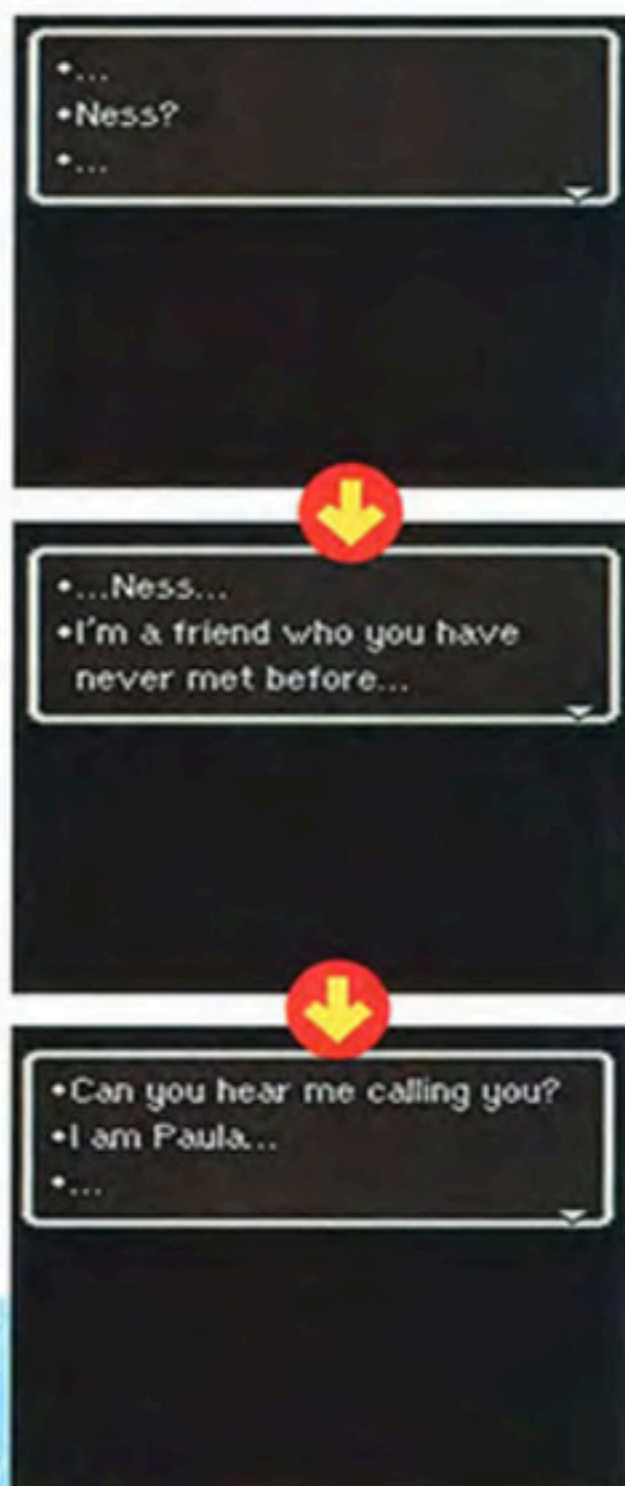 •...
•Ness?
•...
•...Ness...
•I'm a friend who you have
never met before...
•Can you hear me calling you?
•I am Paula...
•...